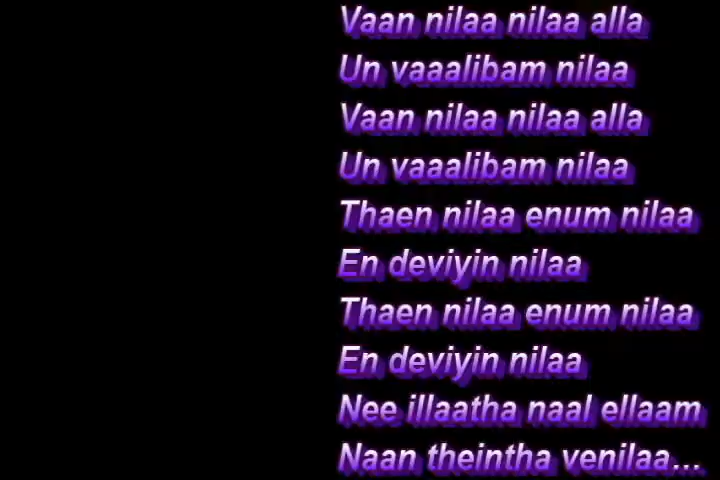 Vaan nilaa nilaa alla
Un vaaalibam nilaa
Vaan nilaa nilaa alla
Un vaaalibam nilaa
Thaen nilaa enum nilaa
En deviyin nilaa
Thaen nilaa enum nilaa
En deviyin nilaa
Nee illaatha naal ellaam
Naan theintha venilaa...